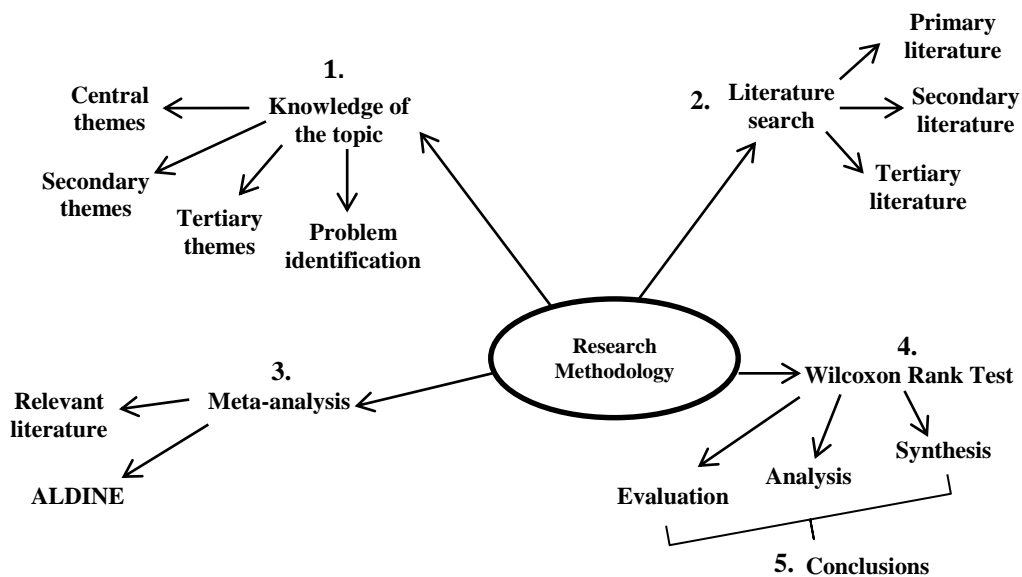 1.
Knowledge of
the topic
Central
themes
Secondary
themes
Tertiary
themes
Problem
identification
2.
Literature
search
Primary
literature
Secondary
literature
Tertiary
literature
Research
Methodology
3.
Meta-analysis
Relevant
literature
ALDINE
4.
Wilcoxon Rank Test
Evaluation
Analysis
Synthesis
5. Conclusions